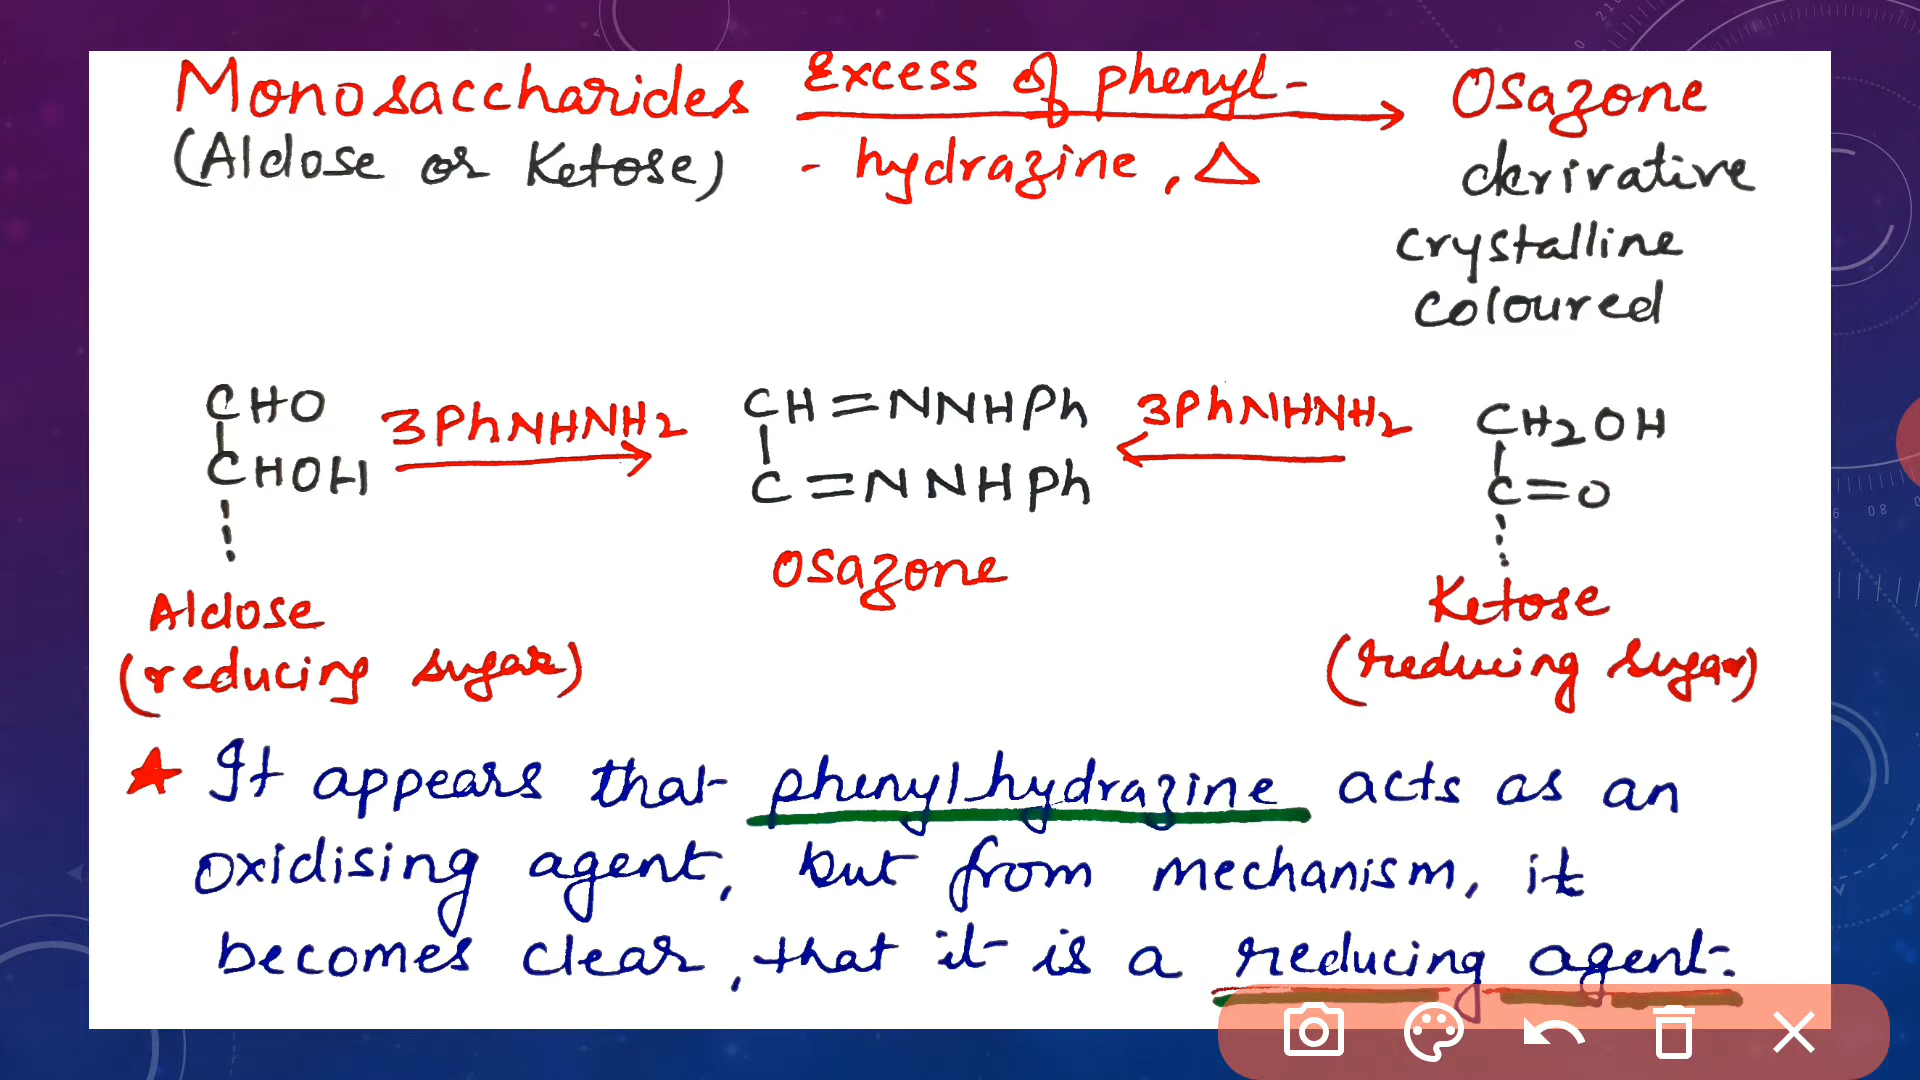 Monosaccharides Excess of phenyl- Osazone
(Aldose or Ketose) - hydrazine, △ derivative
crystalline
coloured
CHO 3PhNHNH2 CH=NNHPh 3PhNHNH2 CH2OH
CHOH C=NNHPh C=O
Osazone
Aldose Ketose
(reducing sugar) (reducing sugar)
★ It appears that phenylhydrazine acts as an
oxidising agent, but from mechanism, it
becomes clear, that it is a reducing agent.